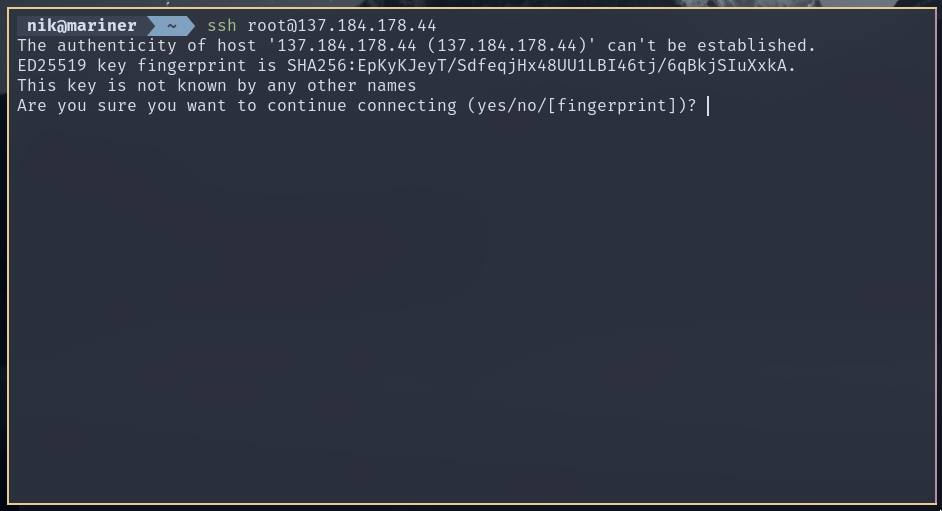 nik@mariner ~ ssh root@137.184.178.44
The authenticity of host '137.184.178.44 (137.184.178.44)' can't be established.
ED25519 key fingerprint is SHA256:EpKyKJeyT/SdfeqjHx48UU1LBI46tj/6qBkjSIuXxkA.
This key is not known by any other names
Are you sure you want to continue connecting (yes/no/[fingerprint])?